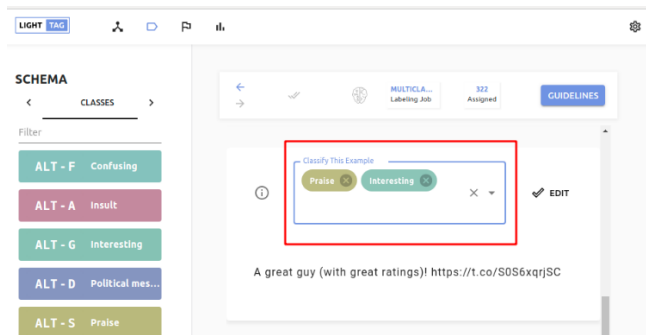 LIGHT TAG
SCHEMA
CLASSES
Filter
ALT - F Confusing
ALT - A Insult
ALT - G Interesting
ALT - D Political mes...
ALT - S Praise
MULTICLA...
Labeling Job
322
Assigned
GUIDELINES
Classify This Example
Praise
Interesting
EDIT
A great guy (with great ratings)! https://t.co/S0S6xqrjSC